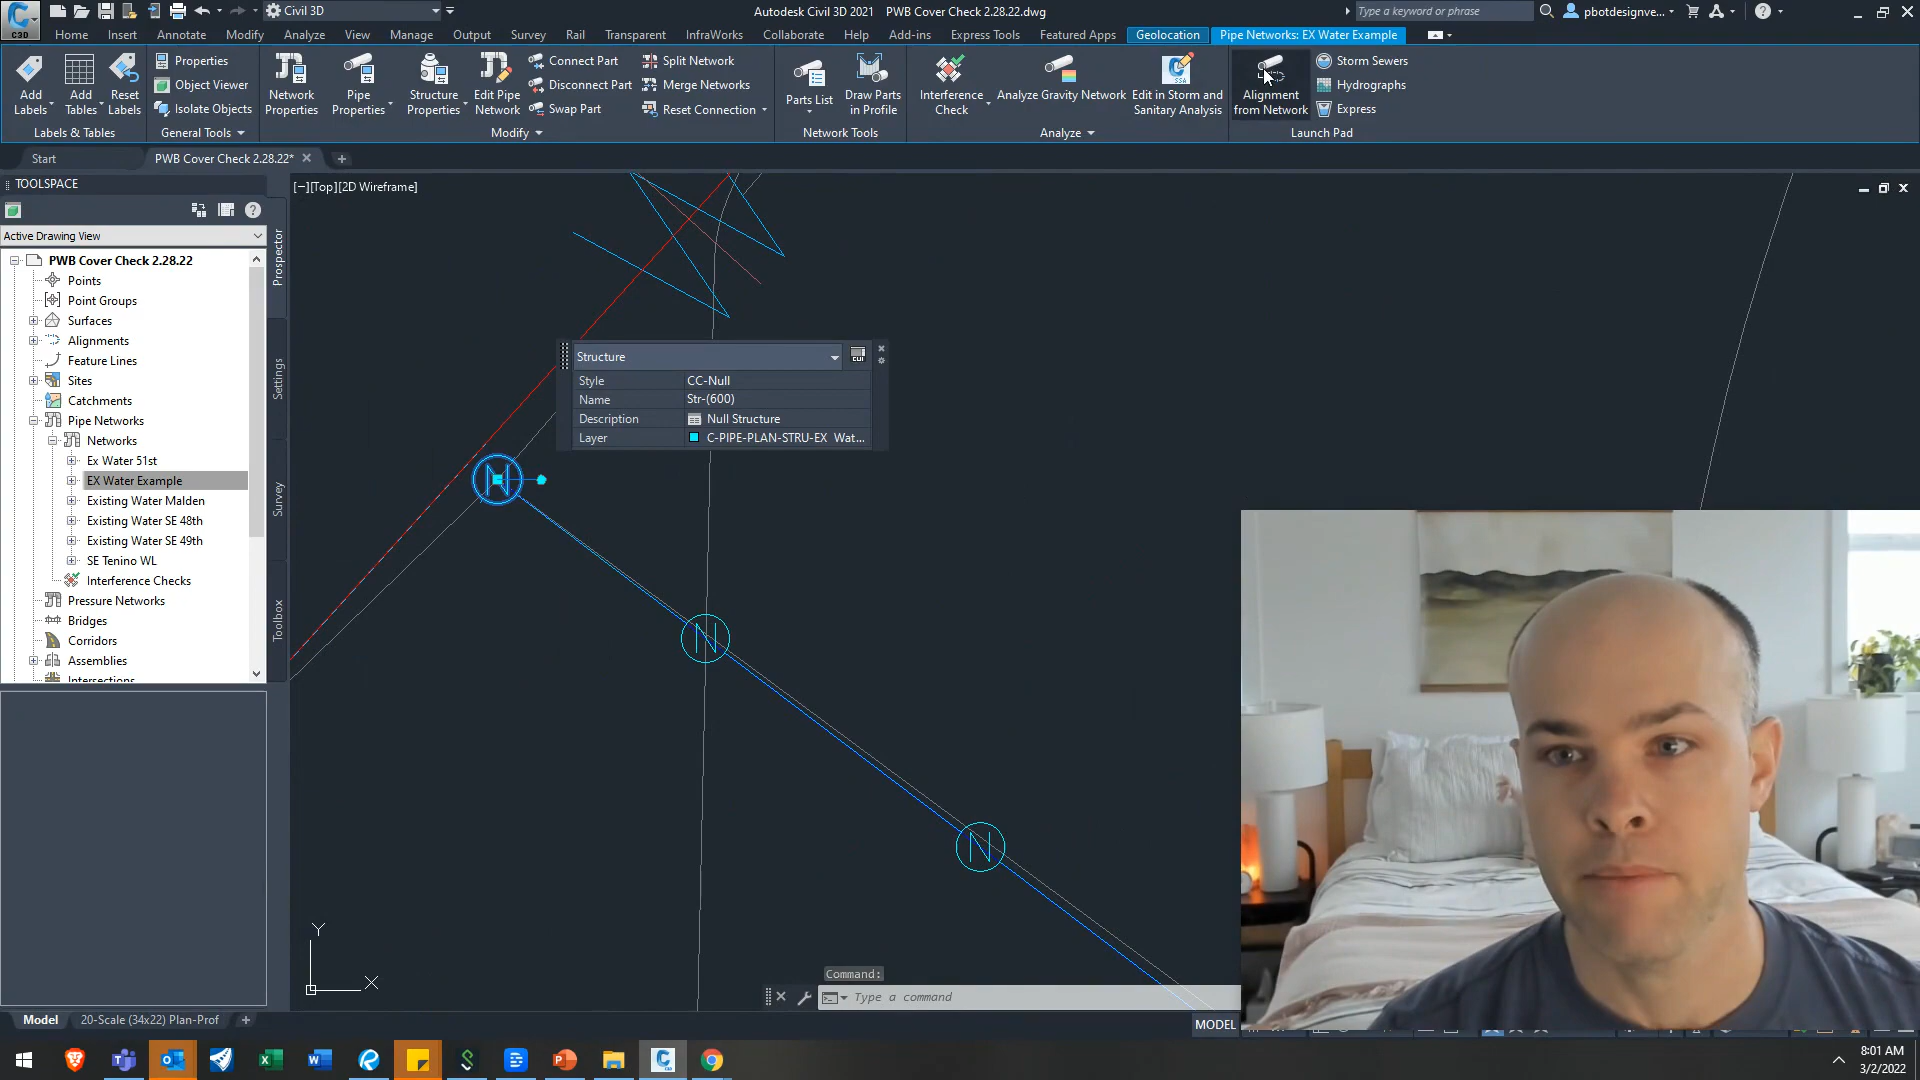 Civil 3D
Autodesk Civil 3D 2021 PWB Cover Check 2.28.22.dwg
Type a keyword or phrase
pbotdesignve...
C3D
Home Insert Annotate Modify Analyze View Manage Output Survey Rail Transparent InfraWorks Collaborate Help Add-ins Express Tools Featured Apps Geolocation Pipe Networks: EX Water Example
Add Labels
Add Tables
Reset Labels
Properties
Object Viewer
Isolate Objects
Network Properties
Pipe Properties
Structure Properties
Edit Pipe Network
Connect Part
Disconnect Part
Swap Part
Split Network
Merge Networks
Reset Connection
Parts List
Draw Parts in Profile
Interference Check
Analyze Gravity Network
Edit in Storm and Sanitary Analysis
Alignment from Network
Storm Sewers
Hydrographs
Express
Labels & Tables General Tools Modify Network Tools Analyze Launch Pad
Start PWB Cover Check 2.28.22*
TOOLSPACE
Active Drawing View
PWB Cover Check 2.28.22
Points
Point Groups
Surfaces
Alignments
Feature Lines
Sites
Catchments
Pipe Networks
Networks
Ex Water 51st
EX Water Example
Existing Water Malden
Existing Water SE 48th
Existing Water SE 49th
SE Tenino WL
Interference Checks
Pressure Networks
Bridges
Corridors
Assemblies
Intersections
Prospector
Settings
Survey
Toolbox
[−][Top][2D Wireframe]
Structure
Style CC-Null
Name Str-(600)
Description Null Structure
Layer C-PIPE-PLAN-STRU-EX Wat...
N
N
N
Y
X
Command:
Type a command
Model 20-Scale (34x22) Plan-Prof
MODEL
8:01 AM
3/2/2022